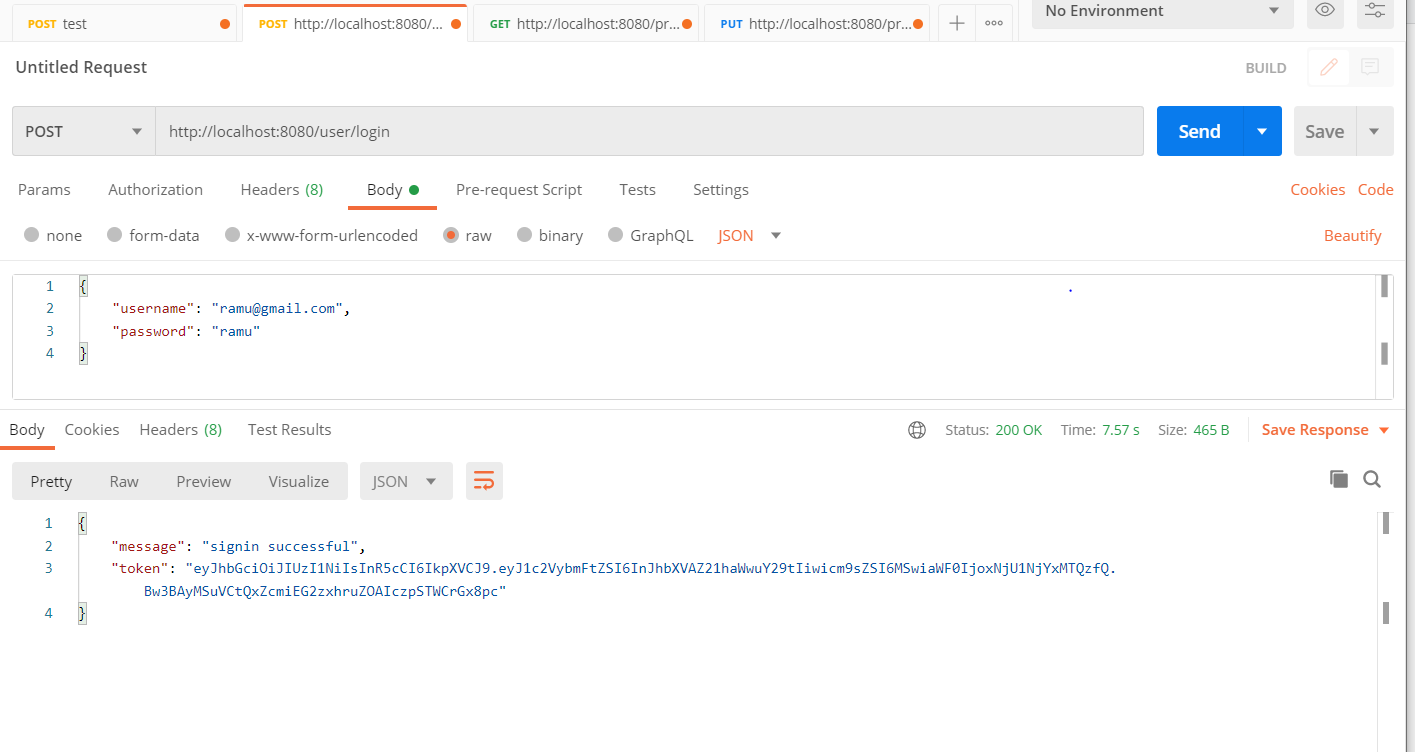 POST test POST http://localhost:8080/... GET http://localhost:8080/pr... PUT http://localhost:8080/pr... No Environment
Untitled Request BUILD
POST http://localhost:8080/user/login Send Save
Params Authorization Headers (8) Body Pre-request Script Tests Settings Cookies Code
none form-data x-www-form-urlencoded raw binary GraphQL JSON Beautify
1 {
2 "username": "ramu@gmail.com",
3 "password": "ramu"
4 }
Body Cookies Headers (8) Test Results Status: 200 OK Time: 7.57 s Size: 465 B Save Response
Pretty Raw Preview Visualize JSON
1 {
2 "message": "signin successful",
3 "token": "eyJhbGciOiJIUzI1NiIsInR5cCI6IkpXVCJ9.eyJ1c2VybmFtZSI6InJhbXVAZ21haWwuY29tIiwicm9sZSI6MSwiaWF0IjoxNjU1NjYxMTQzfQ.
Bw3BAyMSuVCtQxZcmiEG2zxhruZOAIczpSTWCrGx8pc"
4 }